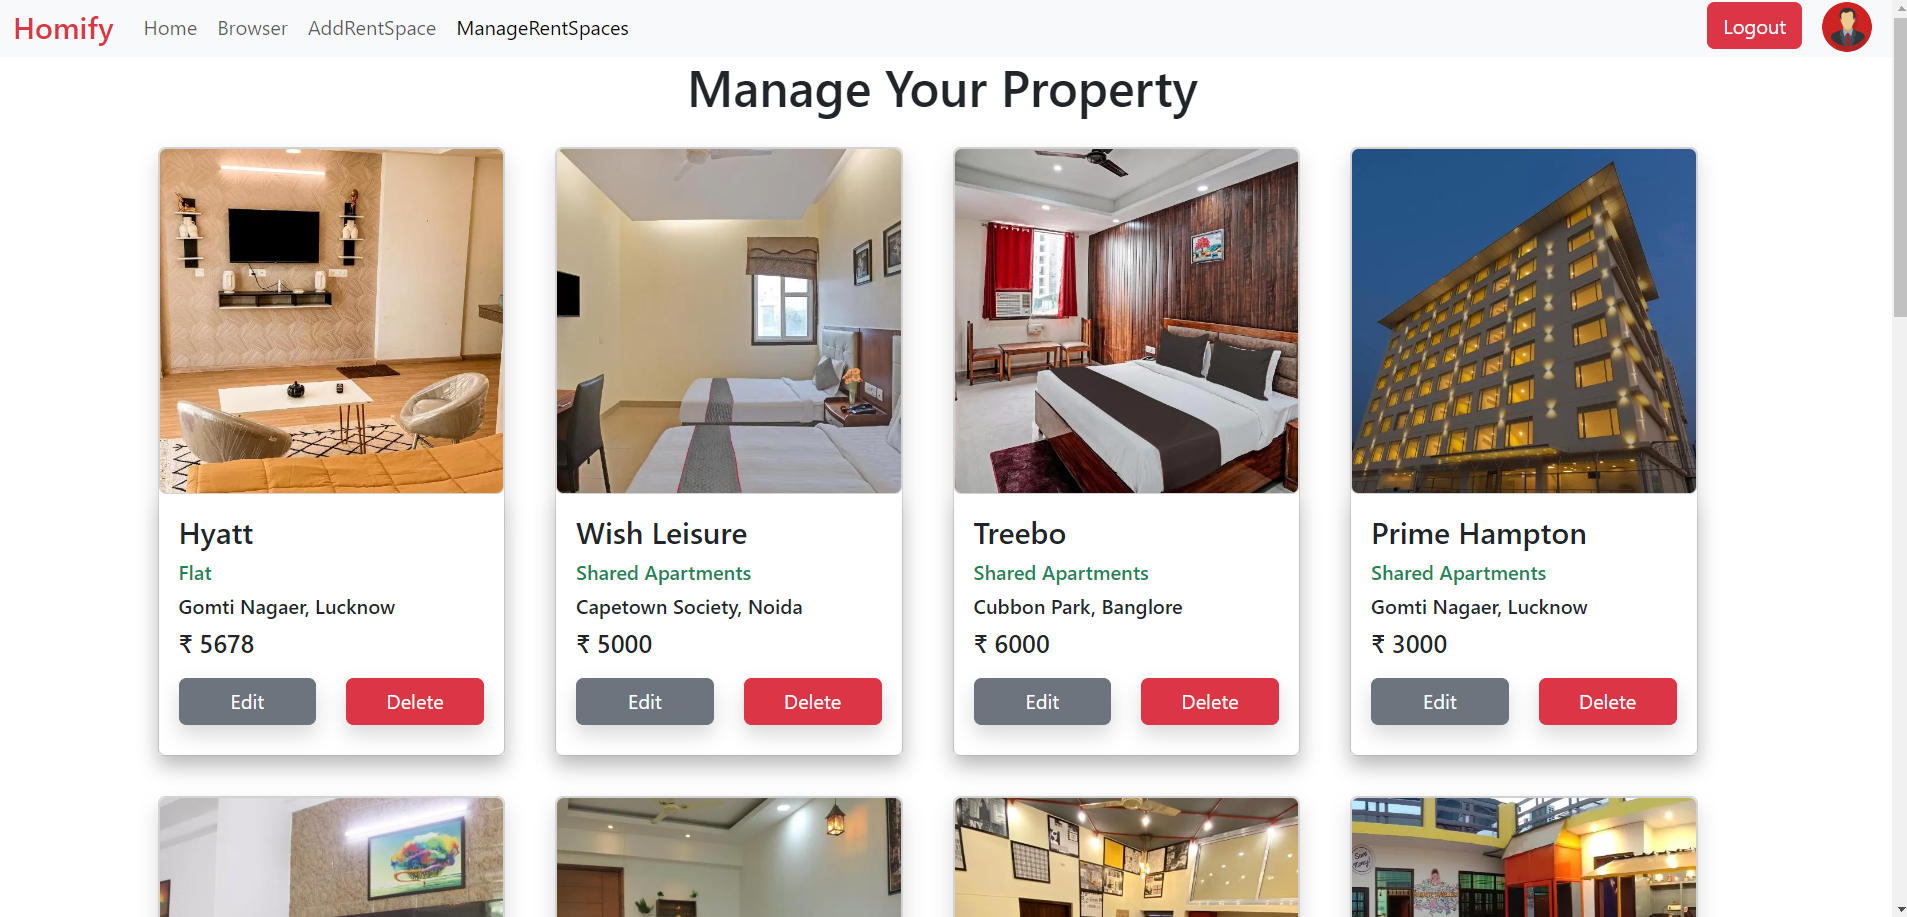 Homify Home Browser AddRentSpace ManageRentSpaces Logout
Manage Your Property
Hyatt
Flat
Gomti Nagaer, Lucknow
₹ 5678
Edit Delete
Wish Leisure
Shared Apartments
Capetown Society, Noida
₹ 5000
Edit Delete
Treebo
Shared Apartments
Cubbon Park, Banglore
₹ 6000
Edit Delete
Prime Hampton
Shared Apartments
Gomti Nagaer, Lucknow
₹ 3000
Edit Delete